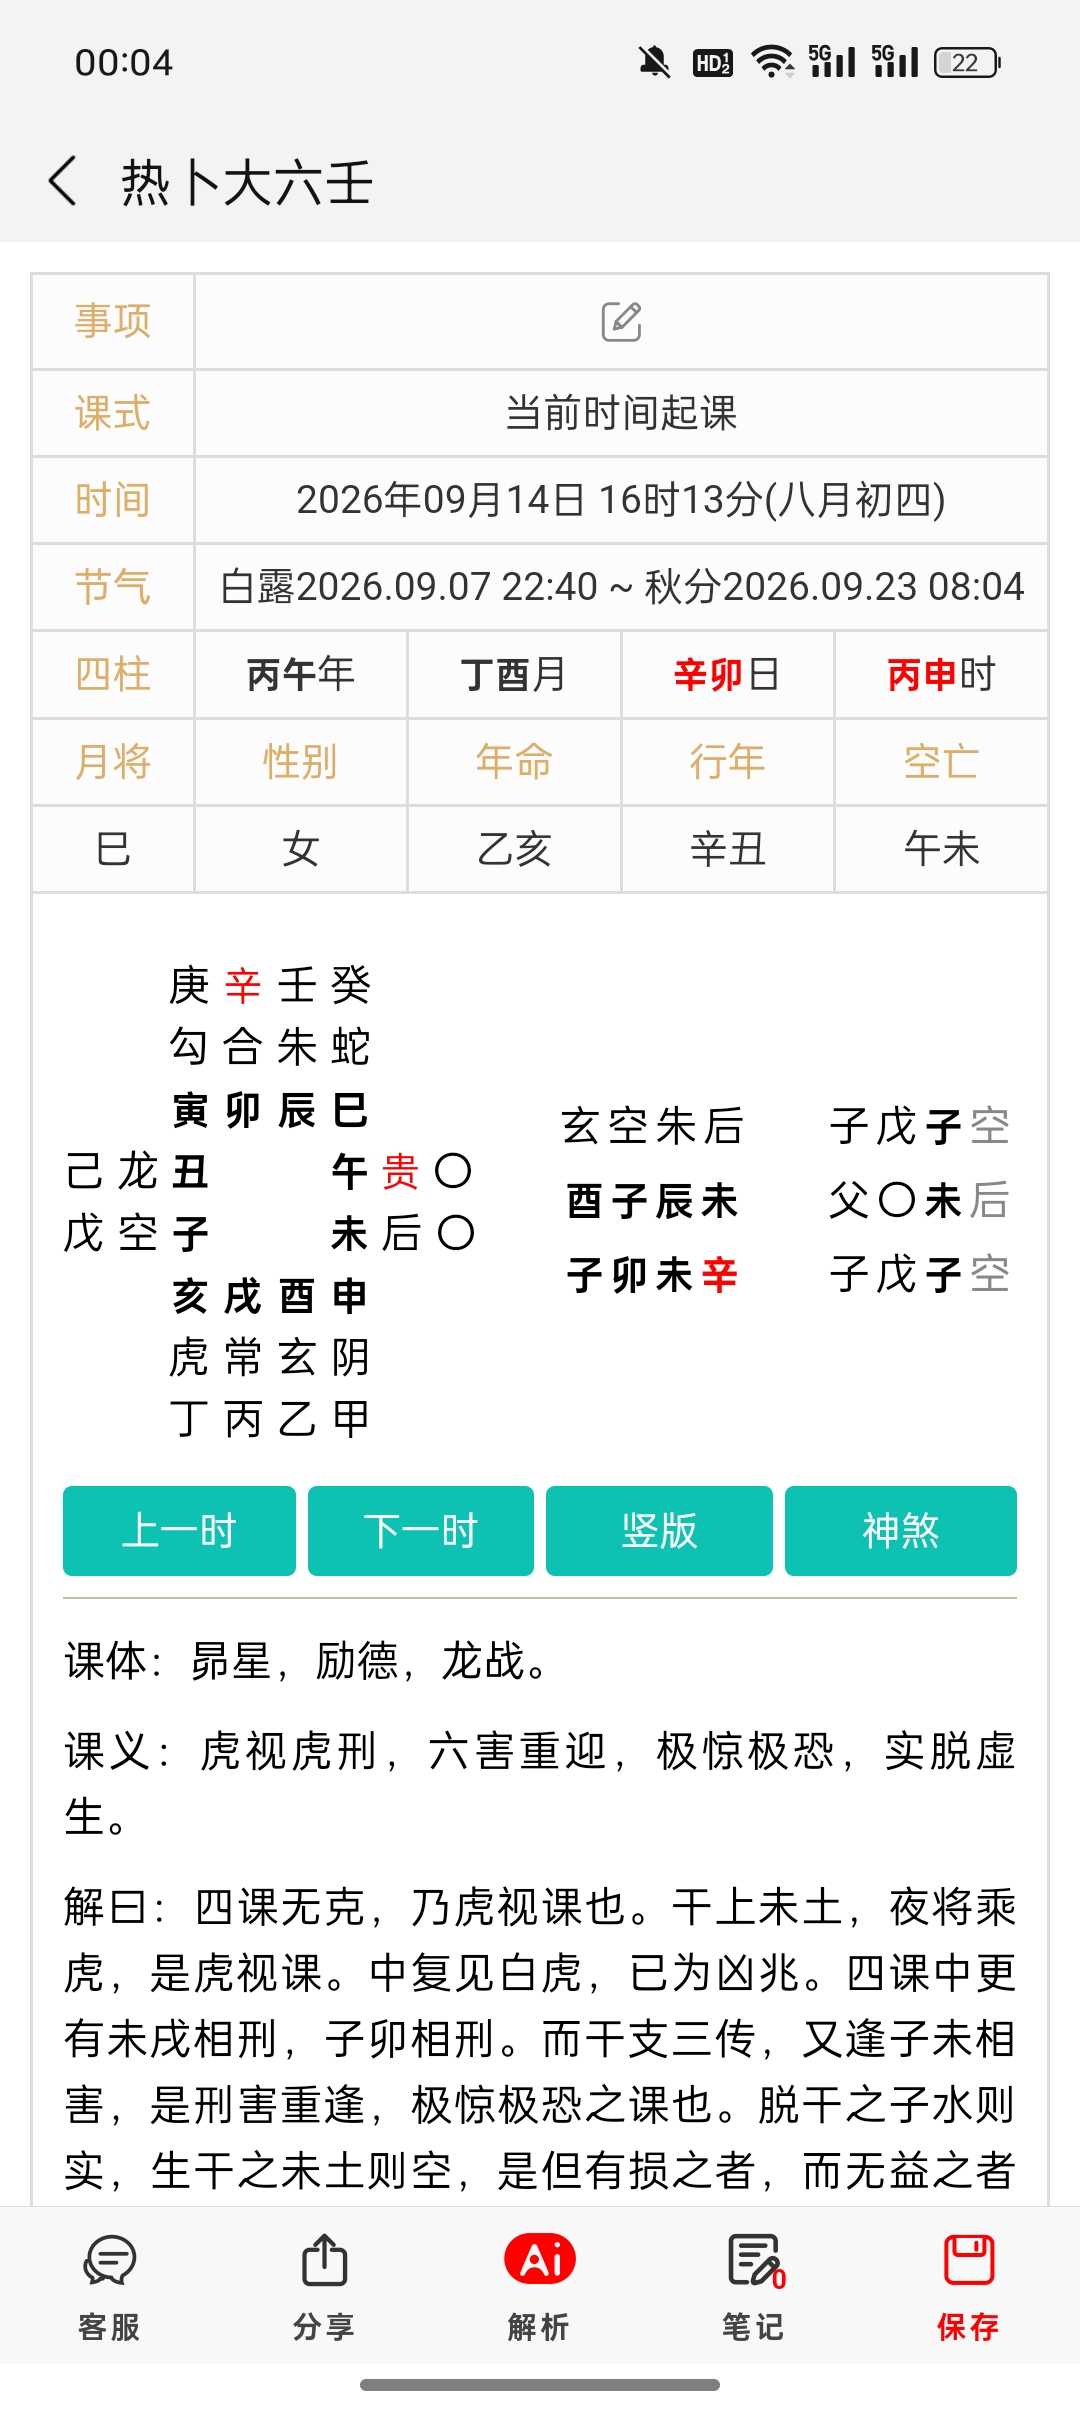 00:04
HD 1 2 5G 5G 22
热卜大六壬
事项
课式 当前时间起课
时间 2026年09月14日 16时13分(八月初四)
节气 白露2026.09.07 22:40 ~ 秋分2026.09.23 08:04
四柱 丙午年 丁酉月 辛卯日 丙申时
月将 性别 年命 行年 空亡
巳 女 乙亥 辛丑 午未
庚 辛 壬 癸
勾 合 朱 蛇
寅 卯 辰 巳
己 龙 丑 午 贵 〇
戊 空 子 未 后 〇
亥 戌 酉 申
虎 常 玄 阴
丁 丙 乙 甲
玄空朱后 子戊子空
酉子辰未 父〇未后
子卯未辛 子戊子空
上一时 下一时 竖版 神煞
课体：昴星，励德，龙战。
课义：虎视虎刑，六害重迎，极惊极恐，实脱虚
生。
解曰：四课无克，乃虎视课也。干上未土，夜将乘
虎，是虎视课。中复见白虎，已为凶兆。四课中更
有未戌相刑，子卯相刑。而干支三传，又逢子未相
害，是刑害重逢，极惊极恐之课也。脱干之子水则
实，生干之未土则空，是但有损之者，而无益之者
客服 分享 Ai 解析 笔记 0 保存